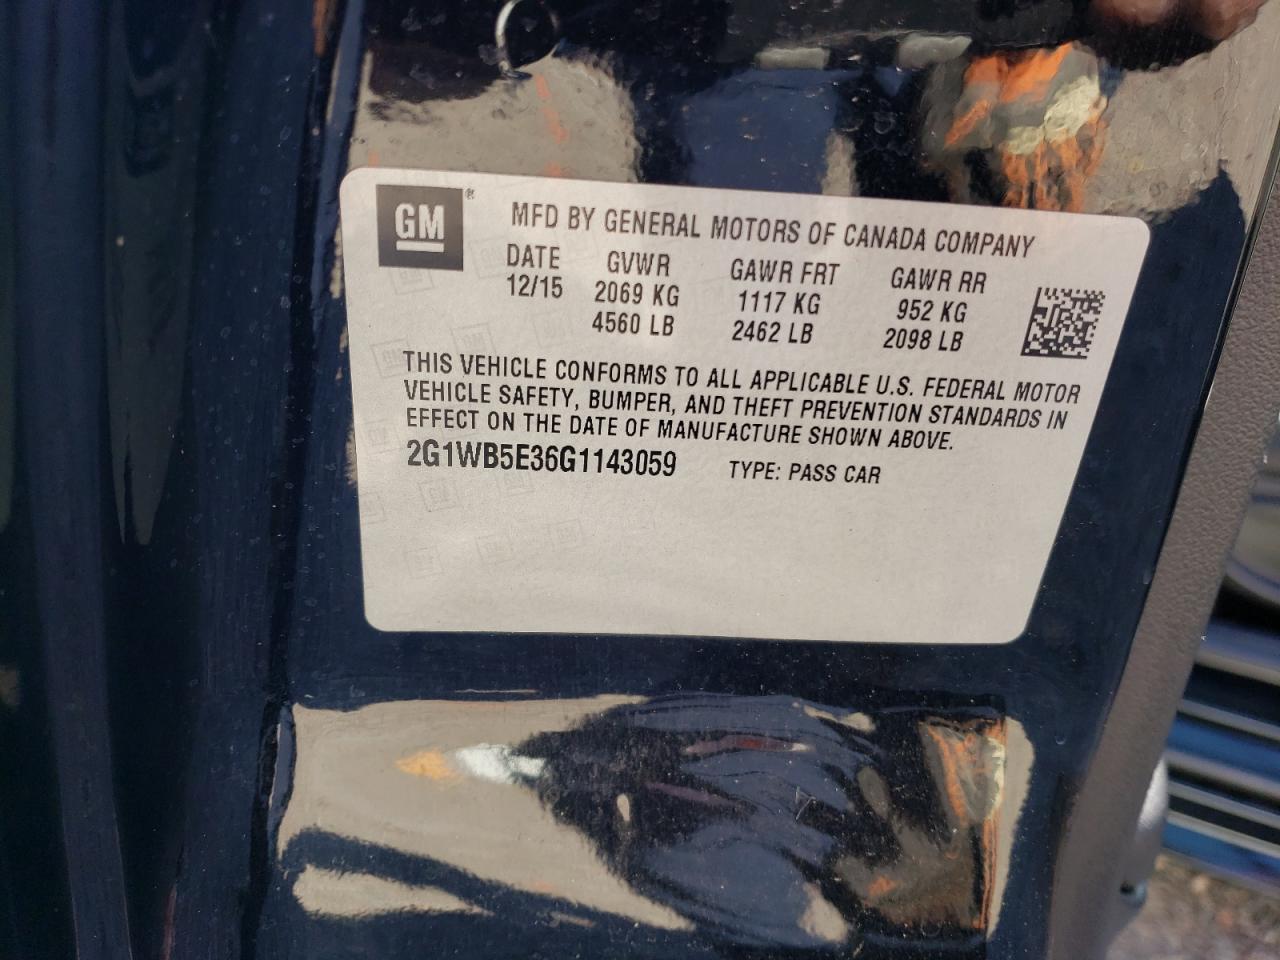 GM®
MFD BY GENERAL MOTORS OF CANADA COMPANY
DATE GVWR GAWR FRT GAWR RR
12/15 2069 KG 1117 KG 952 KG
4560 LB 2462 LB 2098 LB
THIS VEHICLE CONFORMS TO ALL APPLICABLE U.S. FEDERAL MOTOR
VEHICLE SAFETY, BUMPER, AND THEFT PREVENTION STANDARDS IN
EFFECT ON THE DATE OF MANUFACTURE SHOWN ABOVE.
2G1WB5E36G1143059 TYPE: PASS CAR